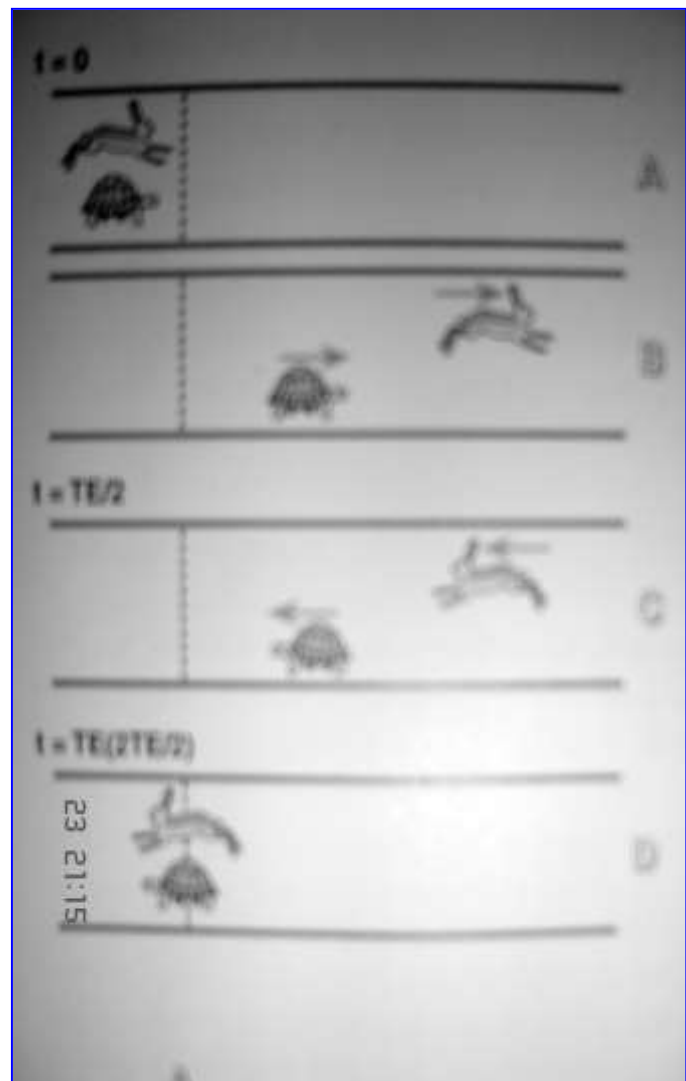 t = 0
A
B
t = TE/2
C
t = TE(2TE/2)
D
23 21:15